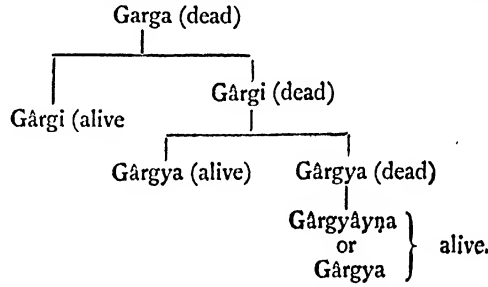 Garga (dead)
Gârgi (alive
Gârgi (dead)
Gârgya (alive) Gârgya (dead)
Gârgyâyṇa
or
Gârgya
alive.